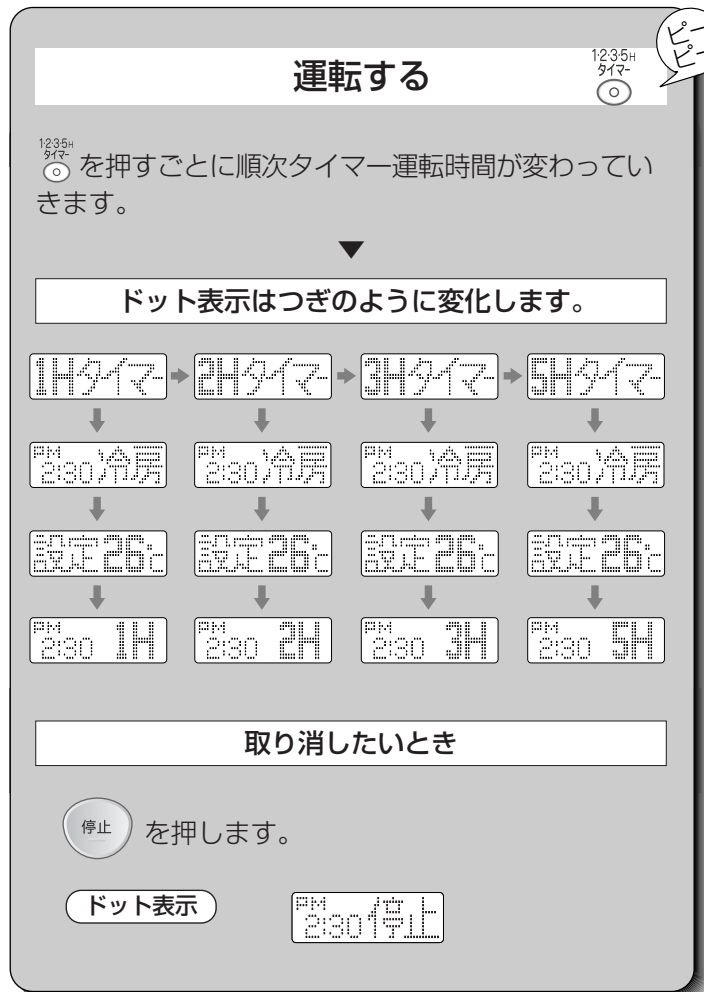 ピー
ピー
運転する
1・2・3・5H
タイマー
1・2・3・5H
タイマー
を押すごとに順次タイマー運転時間が変わってい
きます。
ドット表示はつぎのように変化します。
1Hタイマー 2Hタイマー 3Hタイマー 5Hタイマー
PM 2:30 冷房 PM 2:30 冷房 PM 2:30 冷房 PM 2:30 冷房
設定26℃ 設定26℃ 設定26℃ 設定26℃
PM 2:30 1H PM 2:30 2H PM 2:30 3H PM 2:30 5H
取り消したいとき
停止 を押します。
ドット表示 PM 2:30 停止